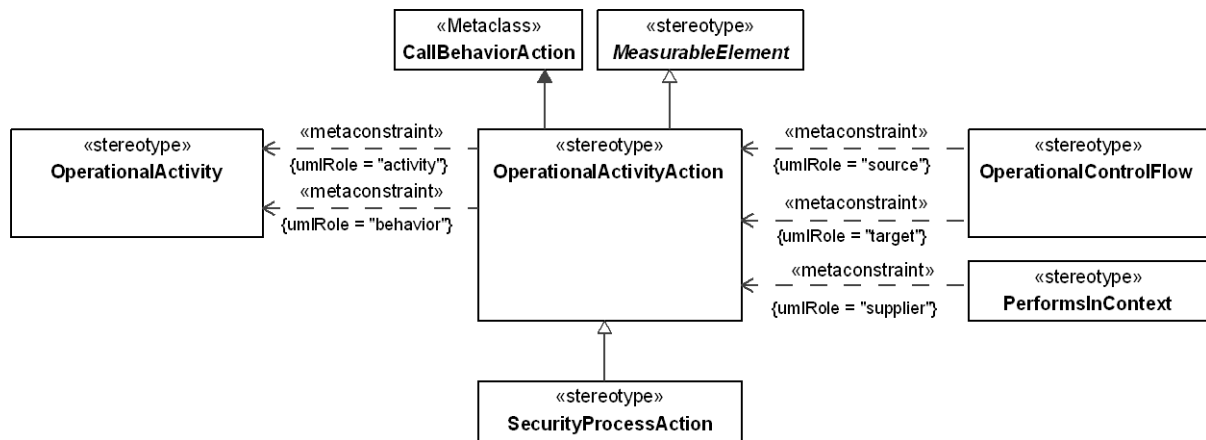 «Metaclass»
CallBehaviorAction
«stereotype»
MeasurableElement
«stereotype»
OperationalActivity
«metaconstraint»
{umlRole = "activity"}
«metaconstraint»
{umlRole = "behavior"}
«stereotype»
OperationalActivityAction
«metaconstraint»
{umlRole = "source"}
«metaconstraint»
{umlRole = "target"}
«stereotype»
OperationalControlFlow
«metaconstraint»
{umlRole = "supplier"}
«stereotype»
PerformsInContext
«stereotype»
SecurityProcessAction